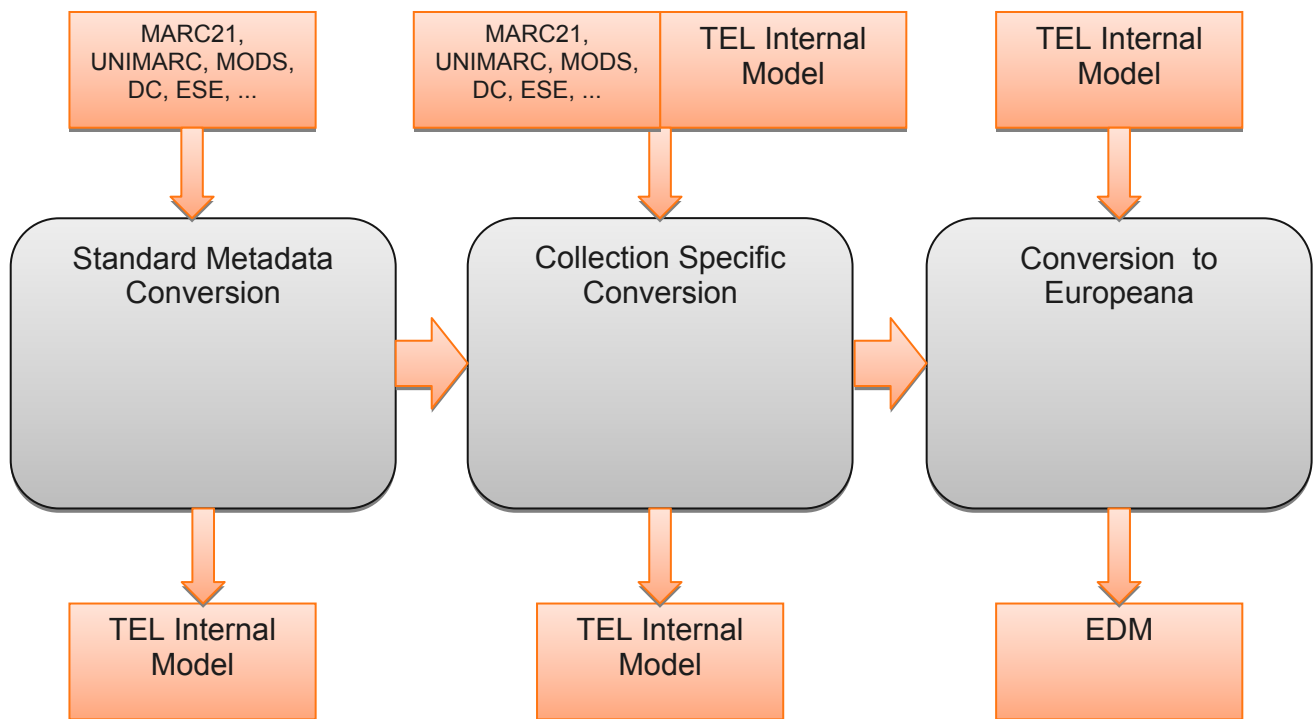 MARC21,
UNIMARC, MODS,
DC, ESE, ...
MARC21,
UNIMARC, MODS,
DC, ESE, ...
TEL Internal
Model
TEL Internal
Model
Standard Metadata
Conversion
Collection Specific
Conversion
Conversion to
Europeana
TEL Internal
Model
TEL Internal
Model
EDM